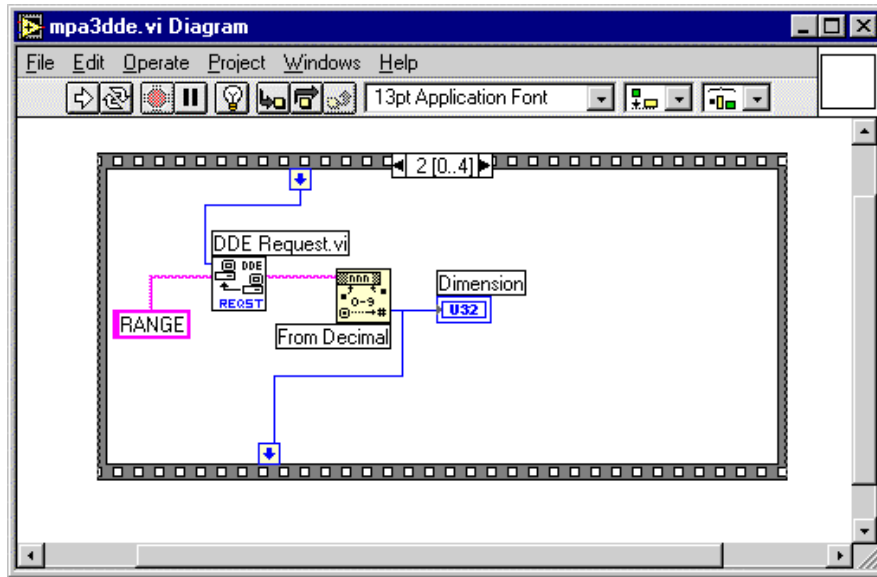 mpa3dde.vi Diagram
File Edit Operate Project Windows Help
13pt Application Font
2 [0..4]
DDE Request.vi
DDE
REQST
RANGE
nnn
0-9
#
From Decimal
Dimension
U32